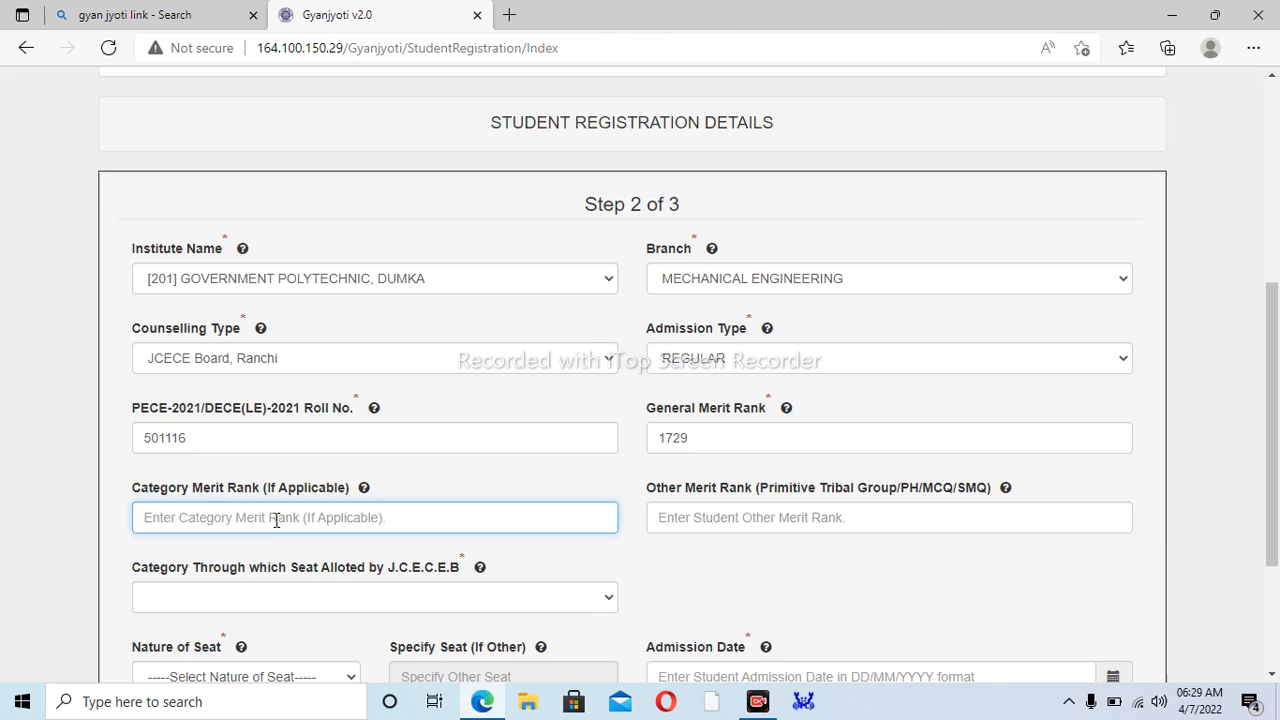 gyan jyoti link - Search
Gyanjyoti v2.0
Not secure
164.100.150.29/Gyanjyoti/StudentRegistration/Index
STUDENT REGISTRATION DETAILS
Step 2 of 3
Institute Name *
Branch *
[201] GOVERNMENT POLYTECHNIC, DUMKA
MECHANICAL ENGINEERING
Counselling Type *
Admission Type *
JCECE Board, Ranchi
REGULAR
Recorded with iTop Screen Recorder
PECE-2021/DECE(LE)-2021 Roll No. *
General Merit Rank *
501116
1729
Category Merit Rank (If Applicable)
Other Merit Rank (Primitive Tribal Group/PH/MCQ/SMQ)
Enter Category Merit Rank (If Applicable).
Enter Student Other Merit Rank.
Category Through which Seat Alloted by J.C.E.C.E.B *
Nature of Seat *
Specify Seat (If Other)
Admission Date *
-----Select Nature of Seat-----
Specify Other Seat
Enter Student Admission Date in DD/MM/YYYY format
Type here to search
06:29 AM
4/7/2022
4